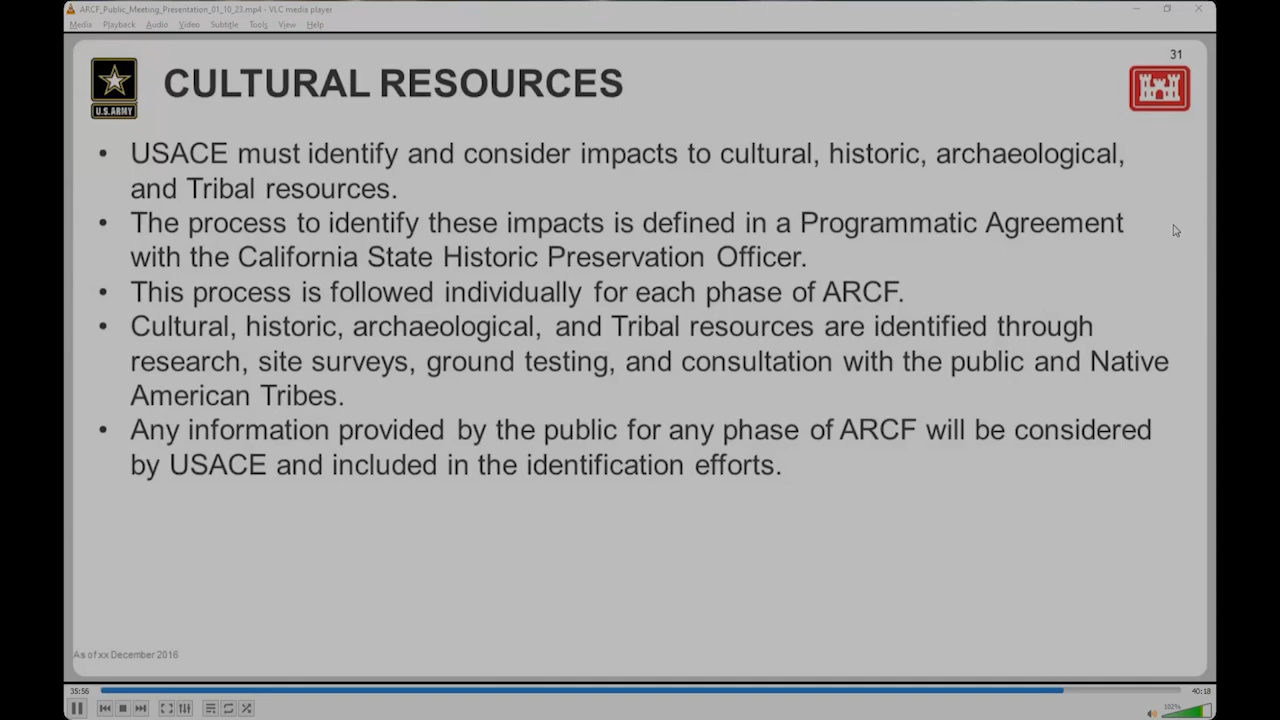 ARCF_Public_Meeting_Presentation_01_10_23.mp4 - VLC media player
Media Playback Audio Video Subtitle Tools View Help
31
U.S.ARMY
CULTURAL RESOURCES
• USACE must identify and consider impacts to cultural, historic, archaeological,
and Tribal resources.
• The process to identify these impacts is defined in a Programmatic Agreement
with the California State Historic Preservation Officer.
• This process is followed individually for each phase of ARCF.
• Cultural, historic, archaeological, and Tribal resources are identified through
research, site surveys, ground testing, and consultation with the public and Native
American Tribes.
• Any information provided by the public for any phase of ARCF will be considered
by USACE and included in the identification efforts.
As of xx December 2016
35:56
40:18
102%